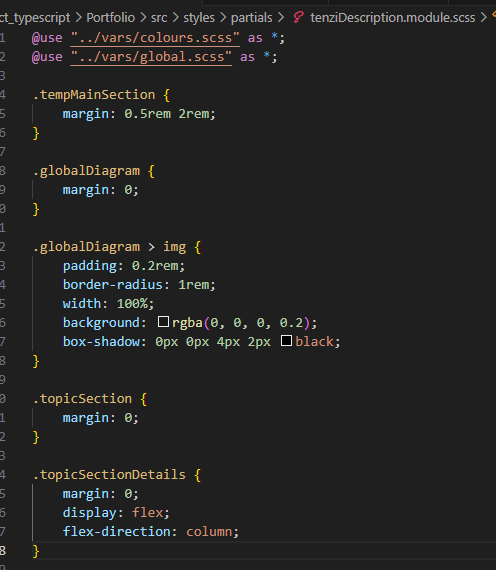 ct_typescript > Portfolio > src > styles > partials > tenziDescription.module.scss >
1 @use "../vars/colours.scss" as *;
2 @use "../vars/global.scss" as *;
3
4 .tempMainSection {
5 margin: 0.5rem 2rem;
6 }
7
8 .globalDiagram {
9 margin: 0;
0 }
1
2 .globalDiagram > img {
3 padding: 0.2rem;
4 border-radius: 1rem;
5 width: 100%;
6 background: rgba(0, 0, 0, 0.2);
7 box-shadow: 0px 0px 4px 2px black;
8 }
9
0 .topicSection {
1 margin: 0;
2 }
3
4 .topicSectionDetails {
5 margin: 0;
6 display: flex;
7 flex-direction: column;
8 }
9